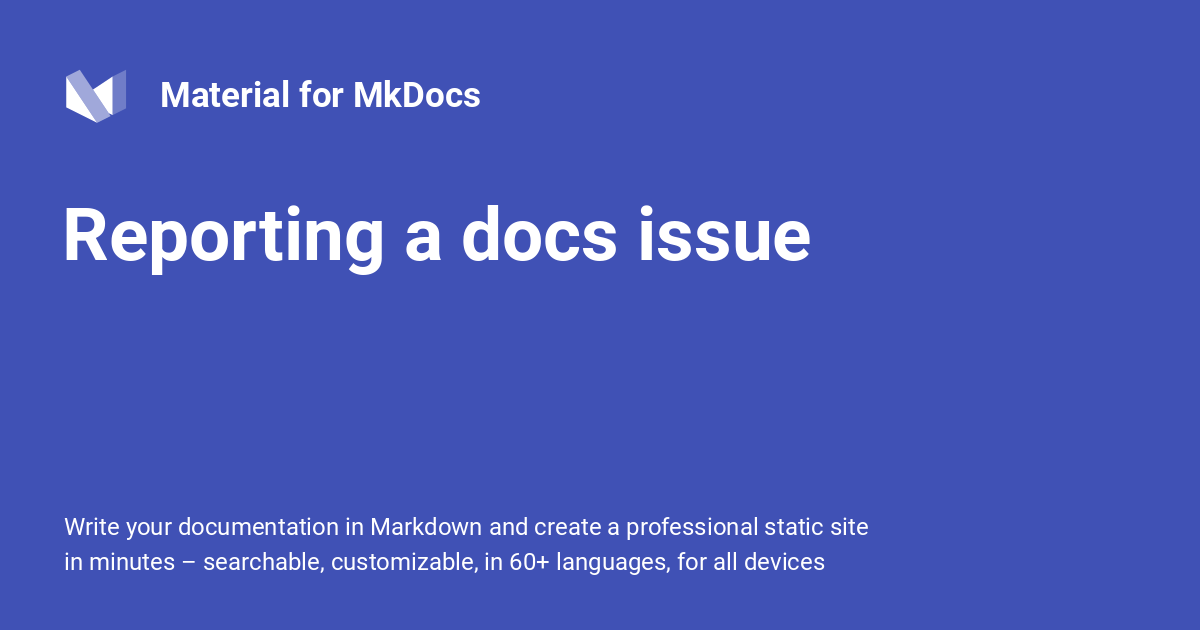 Material for MkDocs
Reporting a docs issue
Write your documentation in Markdown and create a professional static site
in minutes – searchable, customizable, in 60+ languages, for all devices